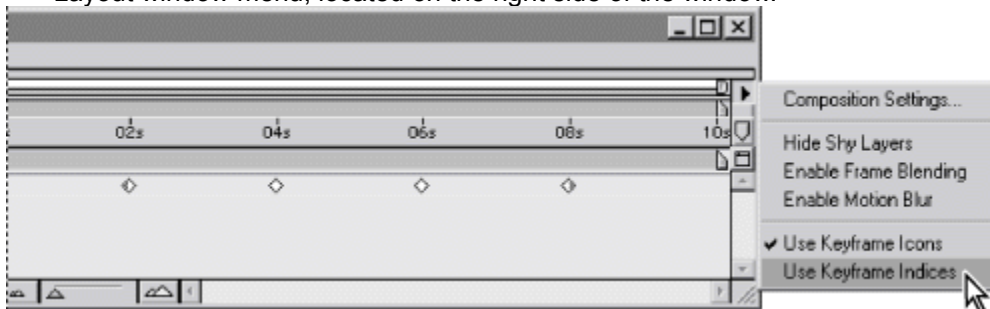 Layout window menu, located on the right side of the window.
02s 04s 06s 08s 10s
Composition Settings...
Hide Shy Layers
Enable Frame Blending
Enable Motion Blur
Use Keyframe Icons
Use Keyframe Indices